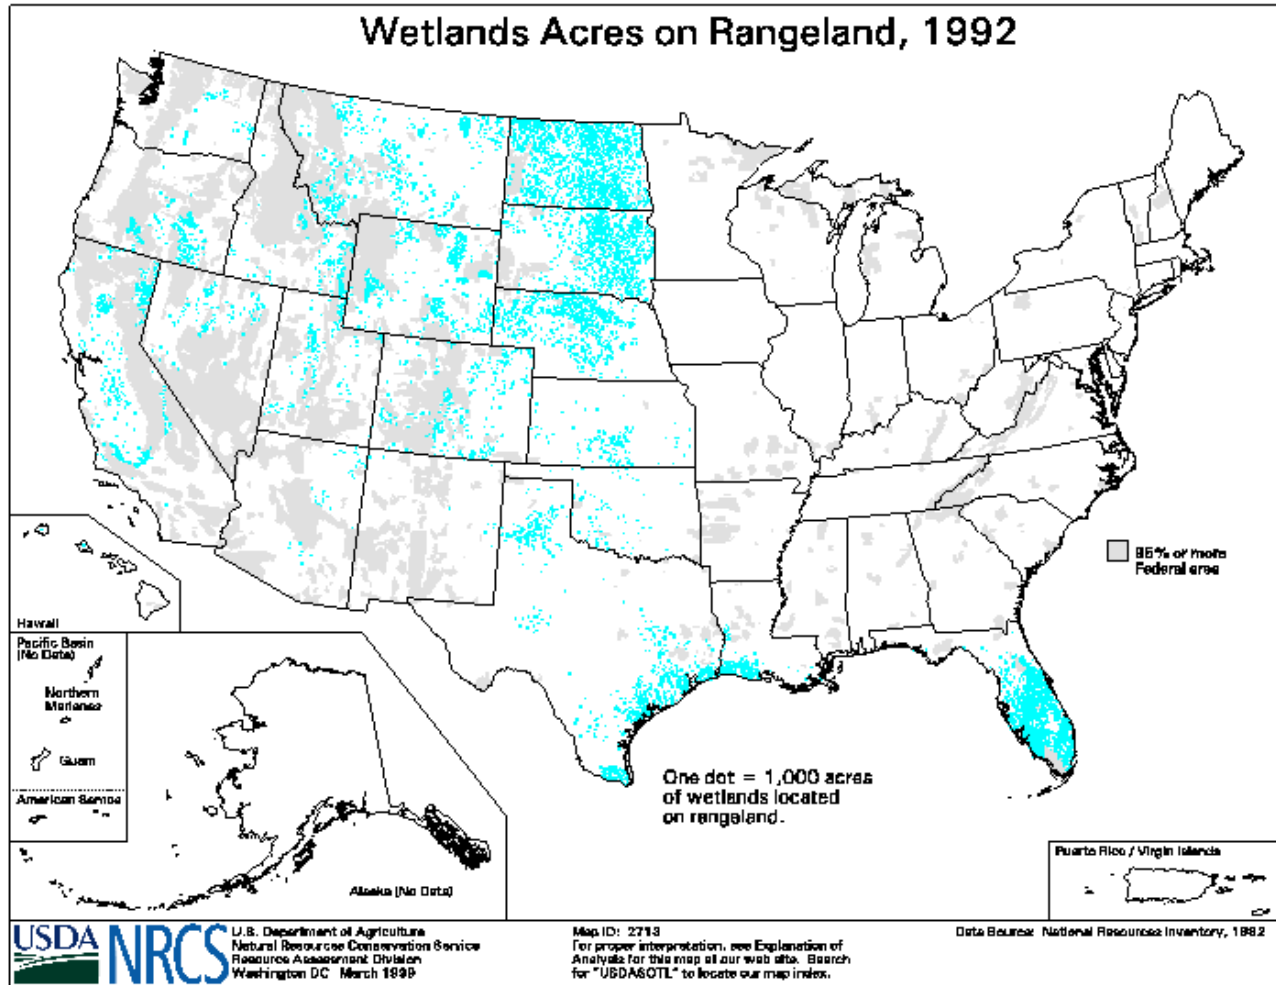 Wetlands Acres on Rangeland, 1992
95% or more
Federal area
Hawaii
Pacific Basin
(No Data)
Northern
Marianas
Guam
American Samoa
One dot = 1,000 acres
of wetlands located
on rangeland.
Alaska (No Data)
Puerto Rico / Virgin Islands
USDA
NRCS
U.S. Department of Agriculture
Natural Resources Conservation Service
Resource Assessment Division
Washington DC March 1999
Map ID: 2713
For proper interpretation, see Explanation of
Analysis for this map at our web site. Search
for "USDASOTL" to locate our map index.
Data Source: National Resources Inventory, 1992